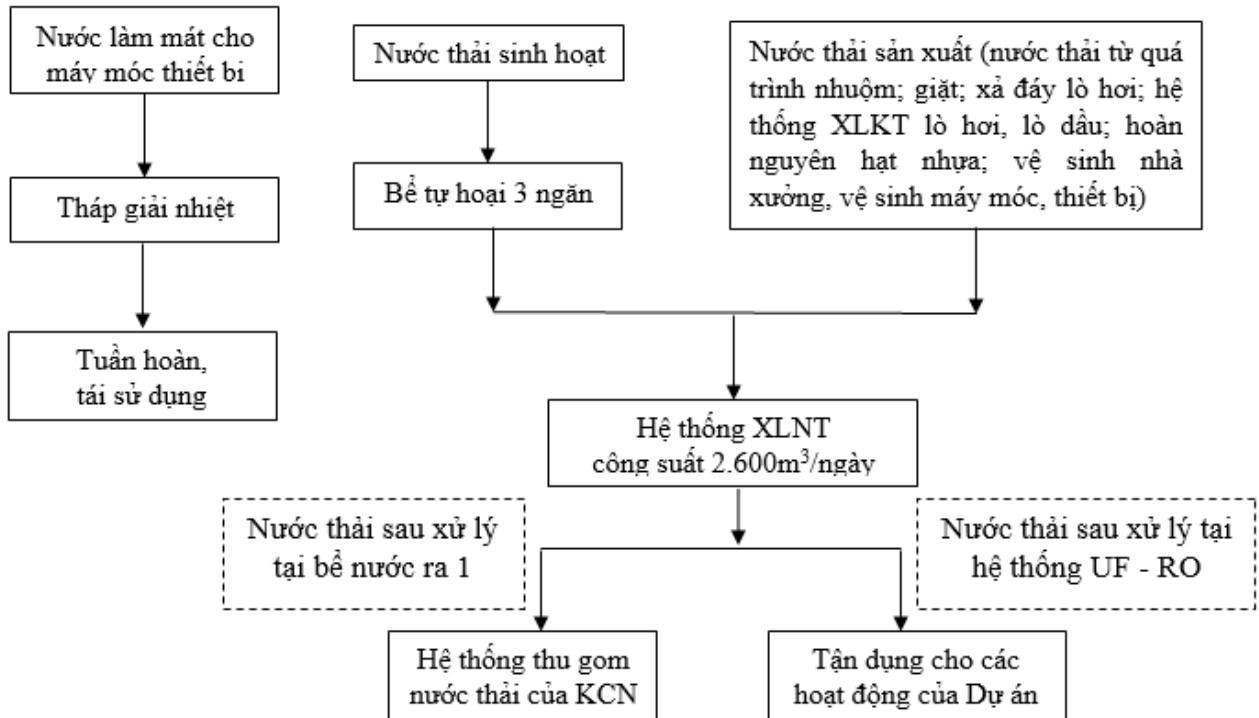 Nước làm mát cho
máy móc thiết bị
Tháp giải nhiệt
Tuần hoàn,
tái sử dụng
Nước thải sinh hoạt
Bể tự hoại 3 ngăn
Nước thải sản xuất (nước thải từ quá
trình nhuộm; giặt; xả đáy lò hơi; hệ
thống XLKT lò hơi, lò dầu; hoàn
nguyên hạt nhựa; vệ sinh nhà
xưởng, vệ sinh máy móc, thiết bị)
Hệ thống XLNT
công suất 2.600m³/ngày
Nước thải sau xử lý
tại bể nước ra 1
Nước thải sau xử lý tại
hệ thống UF - RO
Hệ thống thu gom
nước thải của KCN
Tận dụng cho các
hoạt động của Dự án